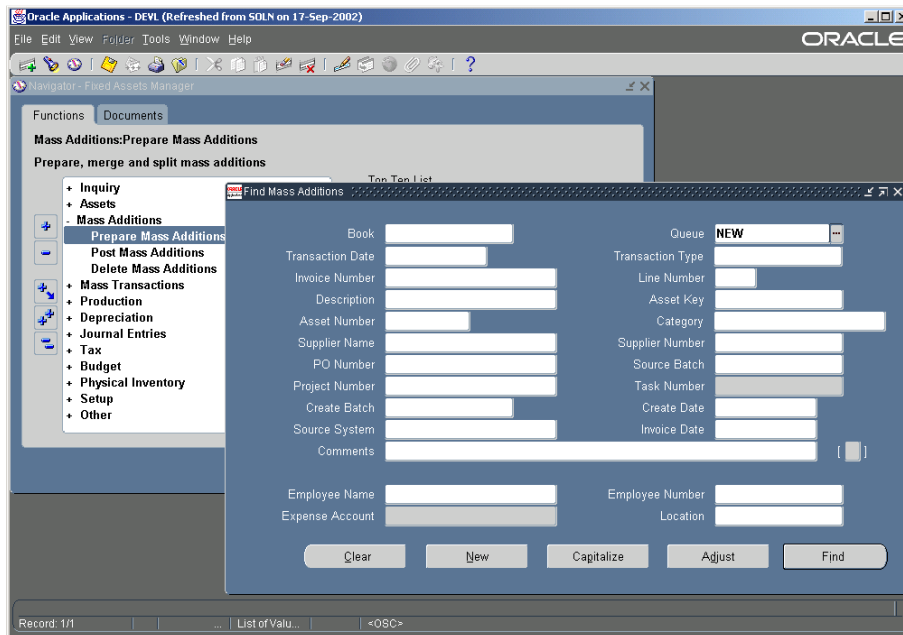 Oracle Applications - DEVL (Refreshed from SOLN on 17-Sep-2002)
File Edit View Folder Tools Window Help
ORACLE
Navigator - Fixed Assets Manager
Functions Documents
Mass Additions:Prepare Mass Additions
Prepare, merge and split mass additions
Top Ten List
+ Inquiry
+ Assets
- Mass Additions
Prepare Mass Additions
Post Mass Additions
Delete Mass Additions
+ Mass Transactions
+ Production
+ Depreciation
+ Journal Entries
+ Tax
+ Budget
+ Physical Inventory
+ Setup
+ Other
Find Mass Additions
Book Queue NEW
Transaction Date Transaction Type
Invoice Number Line Number
Description Asset Key
Asset Number Category
Supplier Name Supplier Number
PO Number Source Batch
Project Number Task Number
Create Batch Create Date
Source System Invoice Date
Comments [ ]
Employee Name Employee Number
Expense Account Location
Clear New Capitalize Adjust Find
Record: 1/1 ... List of Valu... <OSC>